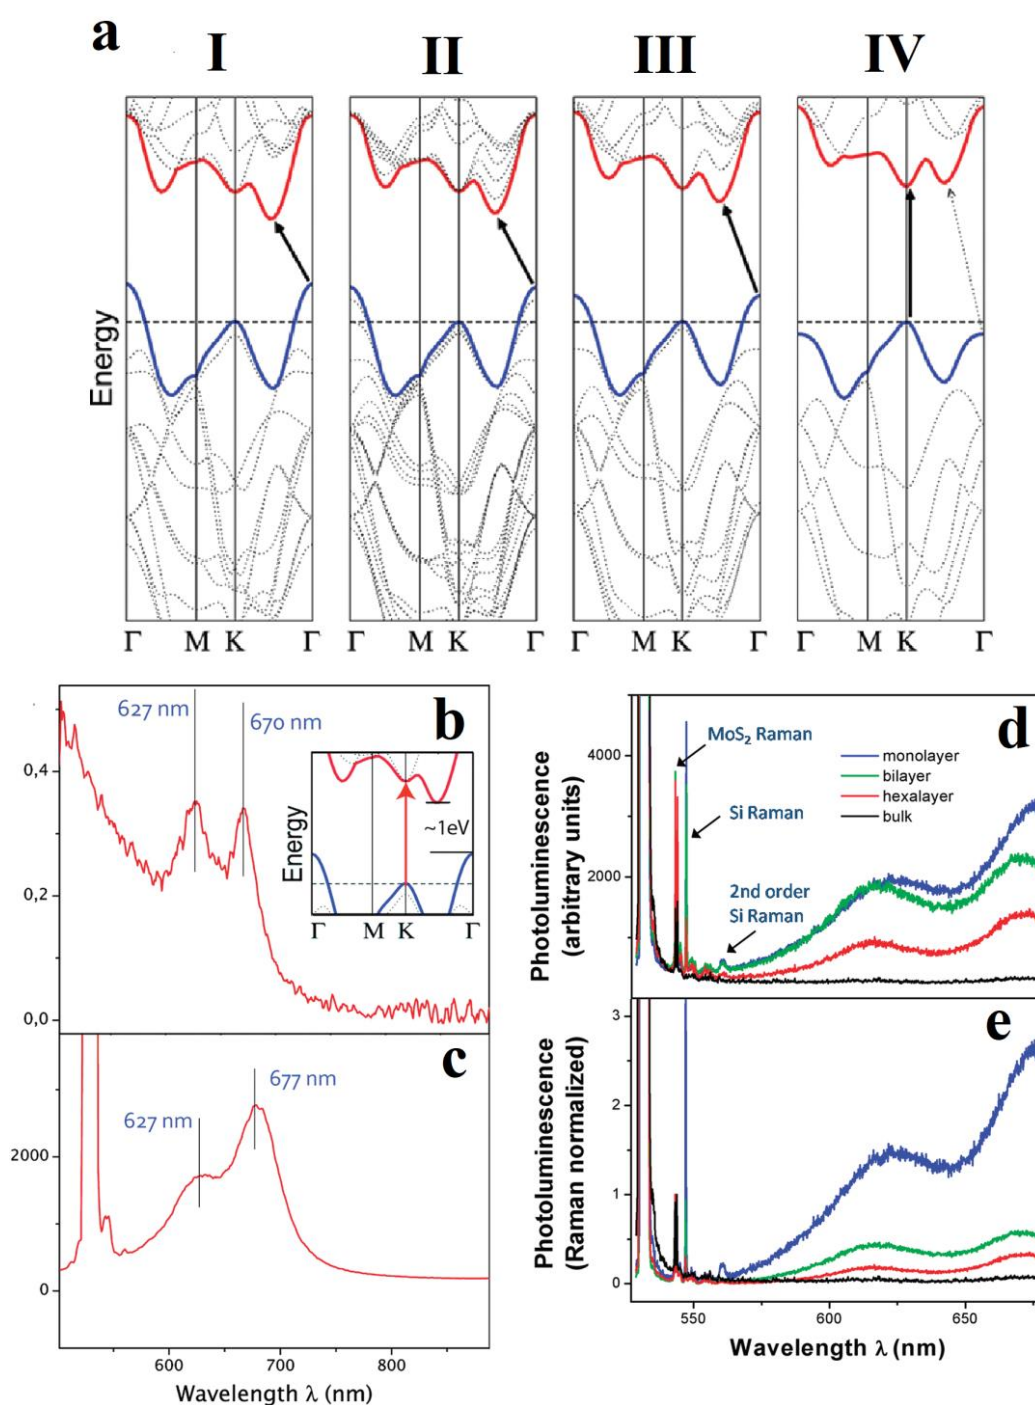 a
I II III IV
Energy
Γ M K Γ Γ M K Γ Γ M K Γ Γ M K Γ
b
627 nm
670 nm
0,4
0,2
0,0
Energy
~1eV
Γ M K Γ
c
627 nm
677 nm
2000
0
600 700 800
Wavelength λ (nm)
d
MoS₂ Raman
Si Raman
2nd order
Si Raman
monolayer
bilayer
hexalayer
bulk
Photoluminescence
(arbitrary units)
4000
2000
e
Photoluminescence
(Raman normalized)
3
2
1
0
550 600 650
Wavelength λ (nm)